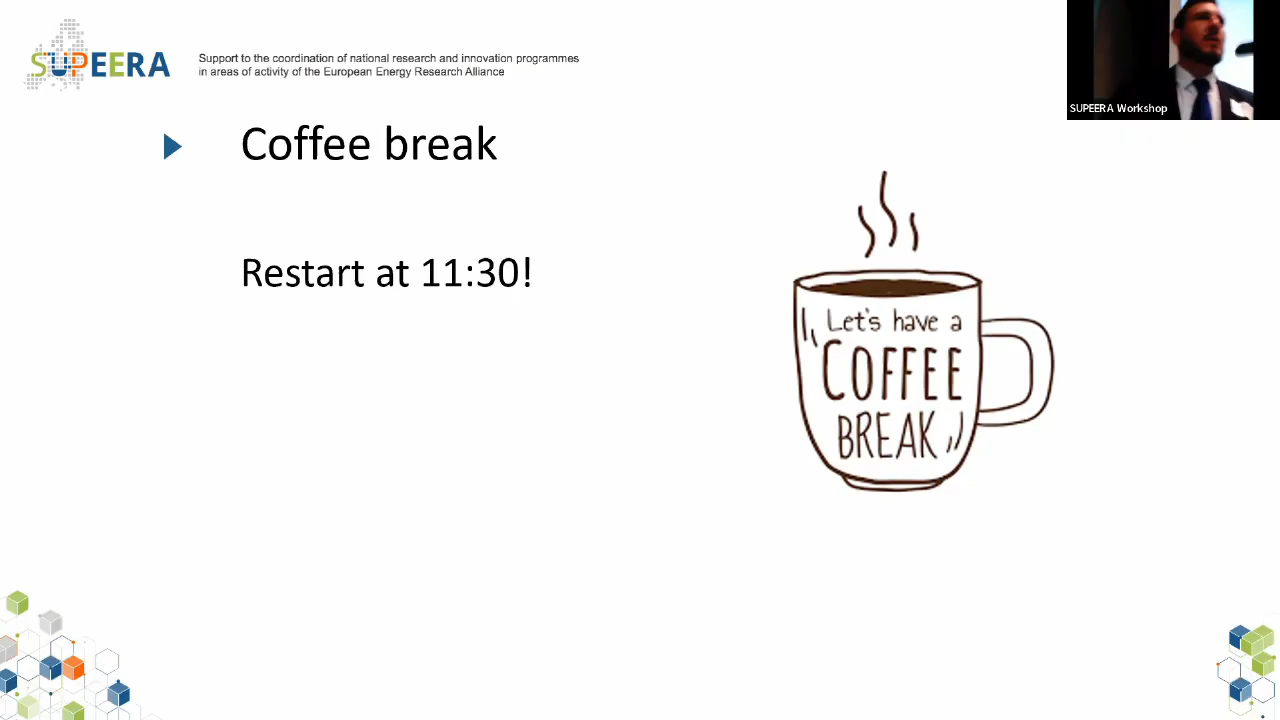 SUPEERA
Support to the coordination of national research and innovation programmes
in areas of activity of the European Energy Research Alliance
SUPEERA Workshop
Coffee break
Restart at 11:30!
Let's have a
COFFEE
BREAK